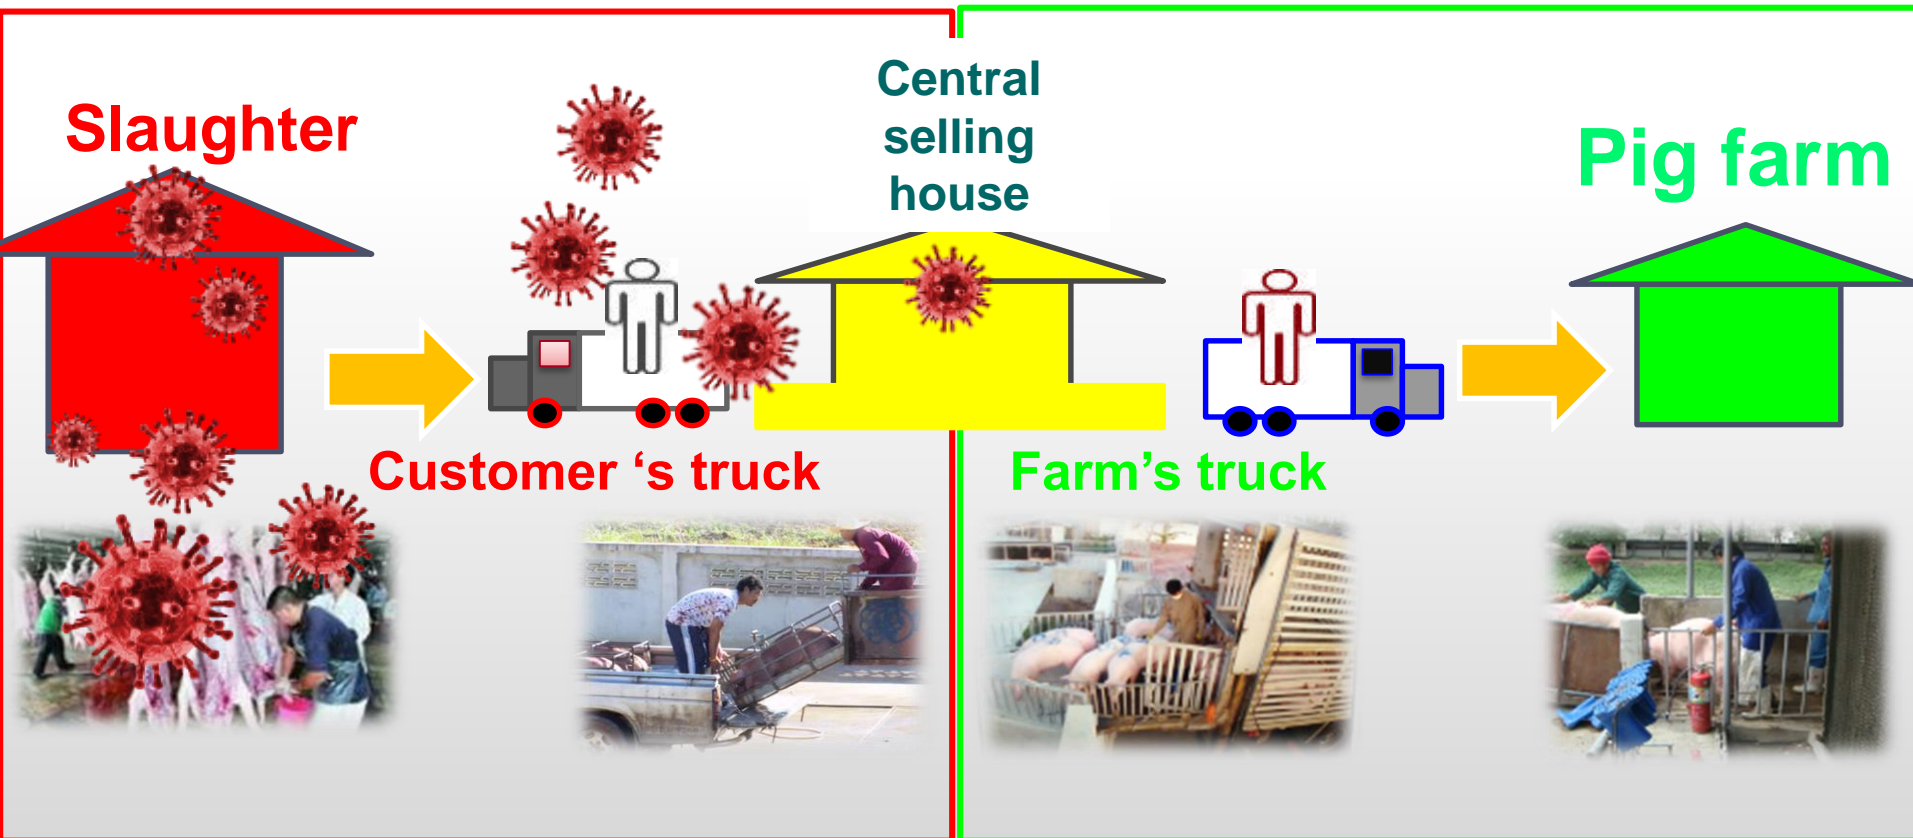 Slaughter
Central
selling
house
Pig farm
Customer ‘s truck
Farm’s truck